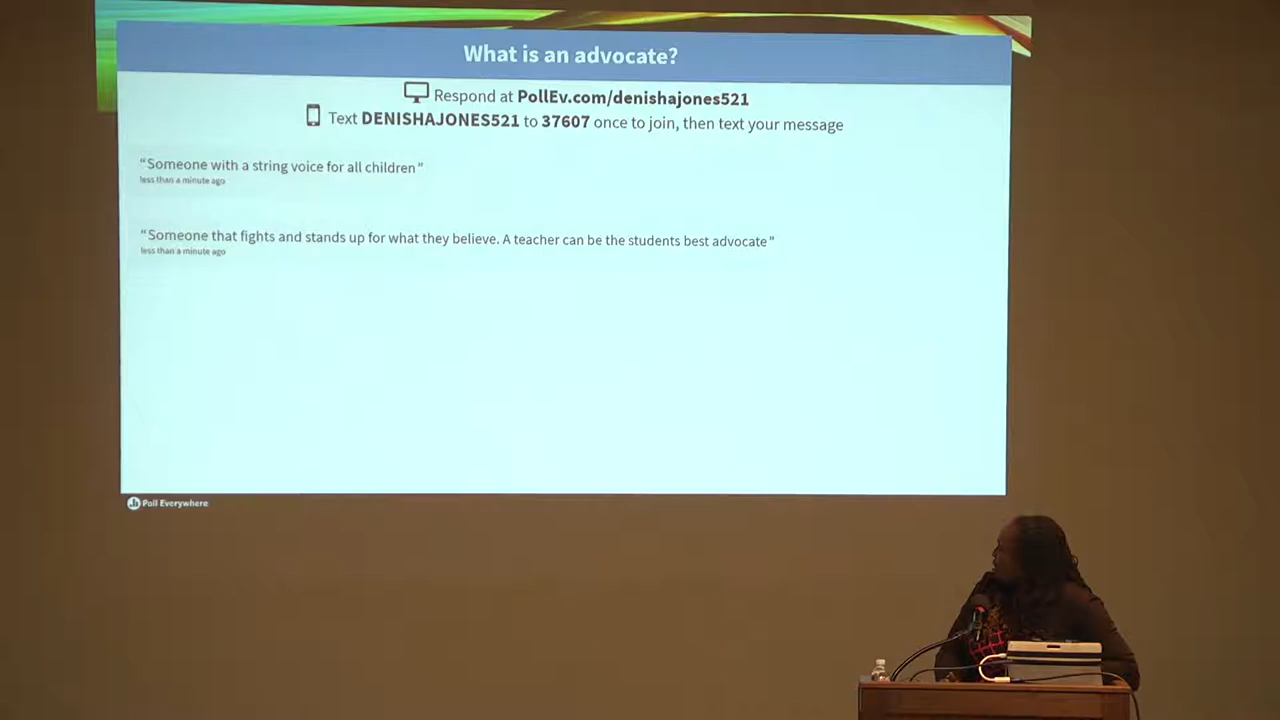 What is an advocate?
Respond at PollEv.com/denishajones521
Text DENISHAJONES521 to 37607 once to join, then text your message
“Someone with a string voice for all children”
less than a minute ago
“Someone that fights and stands up for what they believe. A teacher can be the students best advocate”
less than a minute ago
Poll Everywhere